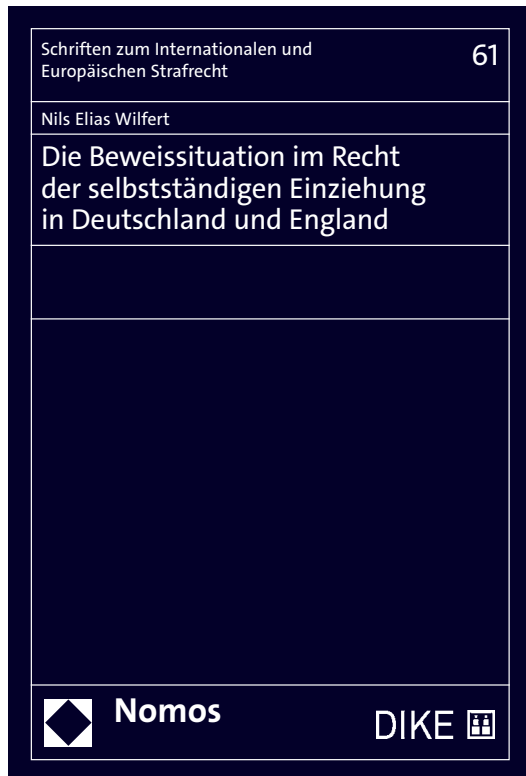 Schriften zum Internationalen und
Europäischen Strafrecht
61
Nils Elias Wilfert
Die Beweissituation im Recht
der selbstständigen Einziehung
in Deutschland und England
Nomos
DIKE